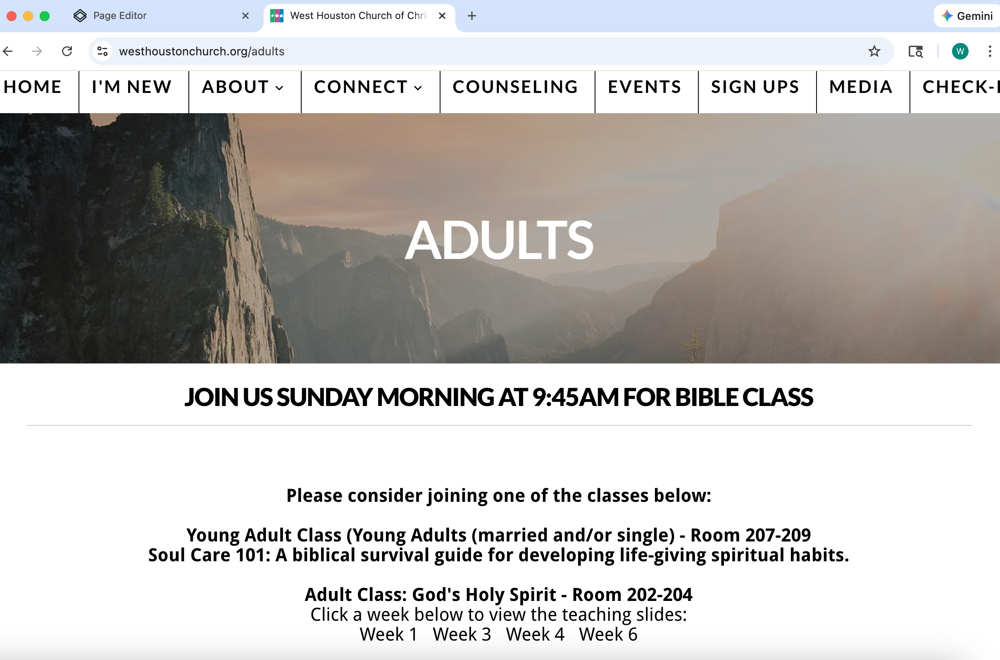 Page Editor
West Houston Church of Chris
Gemini
westhoustonchurch.org/adults
W
HOME
I'M NEW
ABOUT
CONNECT
COUNSELING
EVENTS
SIGN UPS
MEDIA
CHECK-I
ADULTS
JOIN US SUNDAY MORNING AT 9:45AM FOR BIBLE CLASS
Please consider joining one of the classes below:
Young Adult Class (Young Adults (married and/or single) - Room 207-209
Soul Care 101: A biblical survival guide for developing life-giving spiritual habits.
Adult Class: God's Holy Spirit - Room 202-204
Click a week below to view the teaching slides:
Week 1 Week 3 Week 4 Week 6